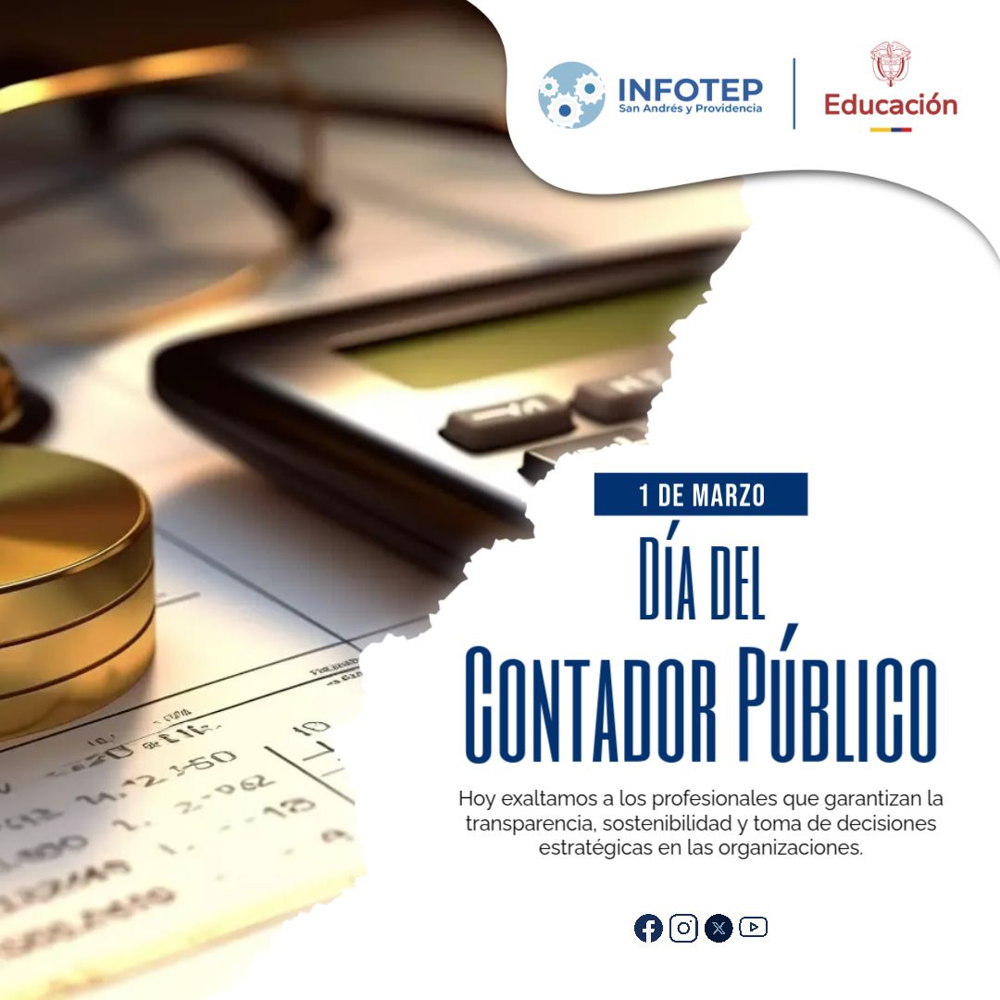 INFOTEP
San Andrés y Providencia
Educación
1 DE MARZO
DÍA DEL
CONTADOR PÚBLICO
Hoy exaltamos a los profesionales que garantizan la
transparencia, sostenibilidad y toma de decisiones
estratégicas en las organizaciones.